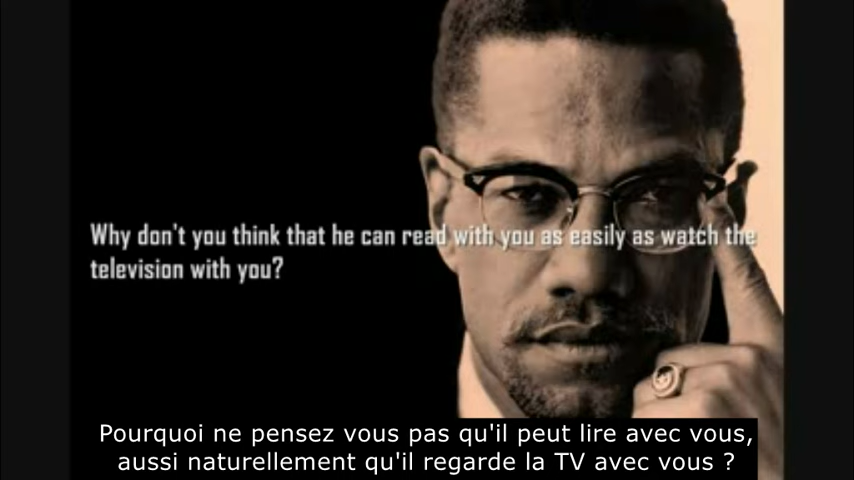 Why don't you think that he can read with you as easily as watch the
television with you?
Pourquoi ne pensez vous pas qu'il peut lire avec vous,
aussi naturellement qu'il regarde la TV avec vous ?